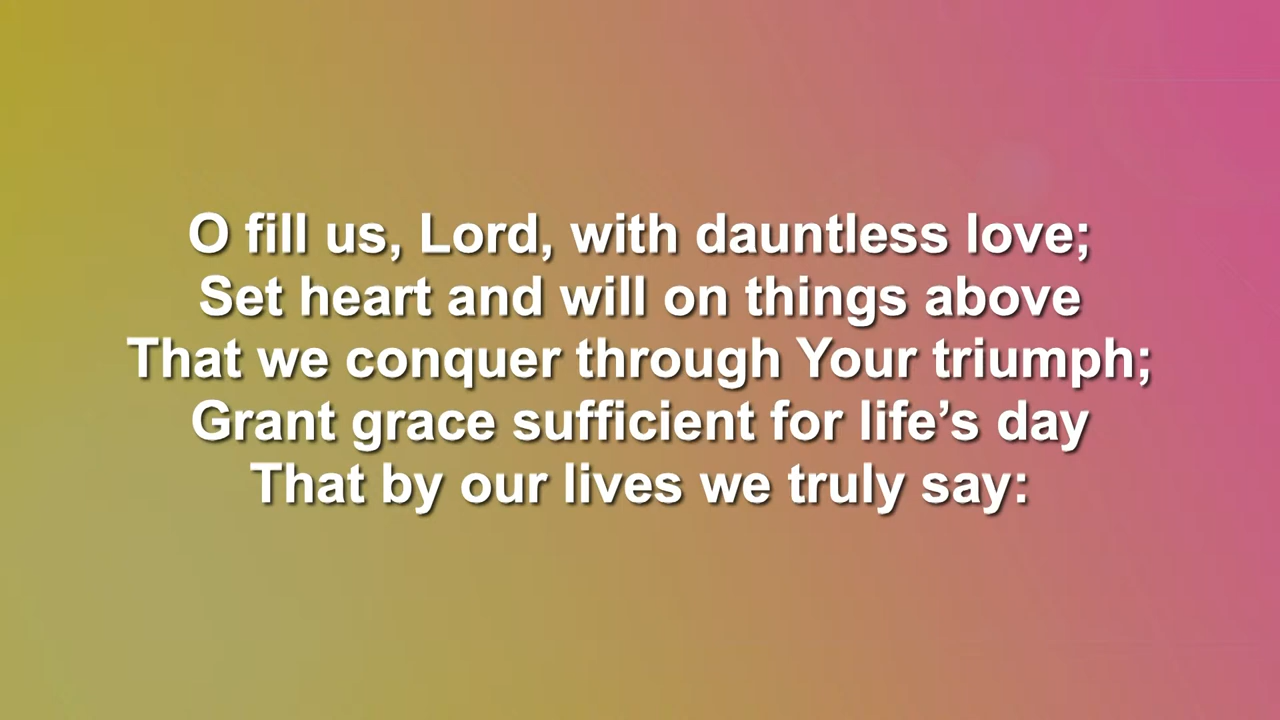 O fill us, Lord, with dauntless love;
Set heart and will on things above
That we conquer through Your triumph;
Grant grace sufficient for life’s day
That by our lives we truly say: